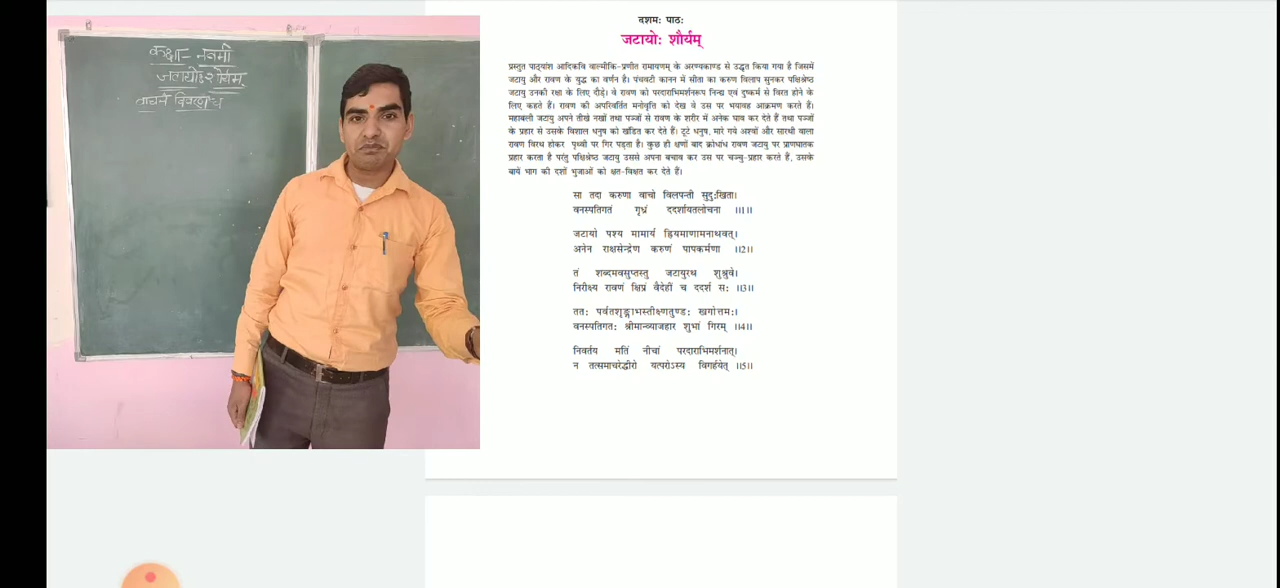 कक्षा - नवमी
जटायोः शौर्यम्
वाचनं विवरणं च
दशमः पाठः
जटायोः शौर्यम्
प्रस्तुत पाठ्यांश आदिकवि वाल्मीकि-प्रणीत रामायणम् के अरण्यकाण्ड से उद्धृत किया गया है जिसमें
जटायु और रावण के युद्ध का वर्णन है। पंचवटी कानन में सीता का करुण विलाप सुनकर पक्षिश्रेष्ठ
जटायु उनकी रक्षा के लिए दौड़े। वे रावण को परदाराभिमर्शनरूप निन्द्य एवं दुष्कर्म से विरत होने के
लिए कहते हैं। रावण की अपरिवर्तित मनोवृत्ति को देख वे उस पर भयावह आक्रमण करते हैं।
महाबली जटायु अपने तीखे नखों तथा पञ्जों से रावण के शरीर में अनेक घाव कर देते हैं तथा पञ्जों
के प्रहार से उसके विशाल धनुष को खंडित कर देते हैं। टूटे धनुष, मारे गये अश्वों और सारथी वाला
रावण विरथ होकर पृथ्वी पर गिर पड़ता है। कुछ ही क्षणों बाद क्रोधांध रावण जटायु पर प्राणघातक
प्रहार करता है परंतु पक्षिश्रेष्ठ जटायु उससे अपना बचाव कर उस पर चञ्चु-प्रहार करते हैं, उसके
बायें भाग की दशों भुजाओं को क्षत-विक्षत कर देते हैं।
सा तदा करुणा वाचो विलपन्ती सुदुःखिता।
वनस्पतिगतं गृध्रं ददर्शायतलोचना ।।1।।
जटायो पश्य मामार्य ह्रियमाणामनाथवत्।
अनेन राक्षसेन्द्रेण करुणं पापकर्मणा ।।2।।
तं शब्दमवसुप्तस्तु जटायुरथ शुश्रुवे।
निरीक्ष्य रावणं क्षिप्रं वैदेहीं च ददर्श सः ।।3।।
ततः पर्वतशृङ्गाभस्तीक्ष्णतुण्डः खगोत्तमः।
वनस्पतिगतः श्रीमान्व्याजहार शुभां गिरम् ।।4।।
निवर्तय मतिं नीचां परदाराभिमर्शनात्।
न तत्समाचरेद्धीरो यत्परोऽस्य विगर्हयेत् ।।5।।